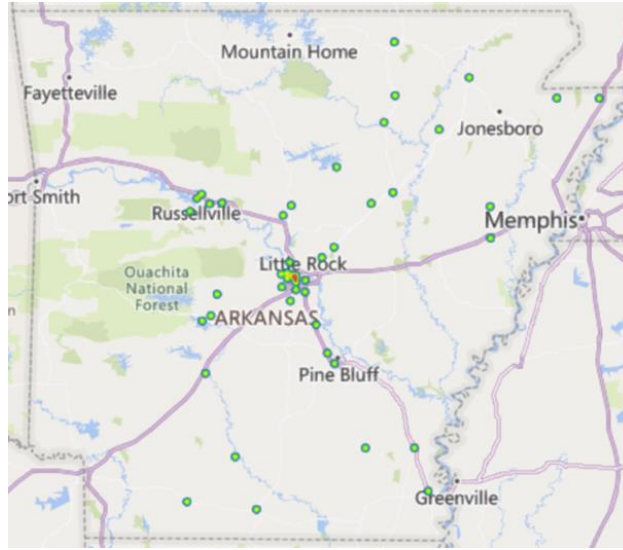 Mountain Home
Fayetteville
Jonesboro
ort Smith
Russellville
Memphis
Little Rock
Ouachita
National
Forest
ARKANSAS
Pine Bluff
Greenville